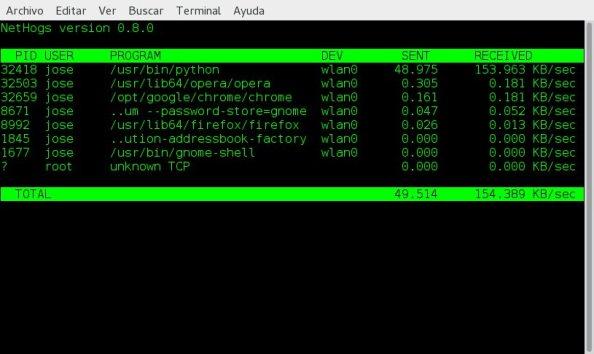 Archivo Editar Ver Buscar Terminal Ayuda
NetHogs version 0.8.0
PID USER PROGRAM DEV SENT RECEIVED
32418 jose /usr/bin/python wlan0 48.975 153.963 KB/sec
32503 jose /usr/lib64/opera/opera wlan0 0.305 0.181 KB/sec
32659 jose /opt/google/chrome/chrome wlan0 0.161 0.181 KB/sec
8671 jose ..um --password-store=gnome wlan0 0.047 0.052 KB/sec
8992 jose /usr/lib64/firefox/firefox wlan0 0.026 0.013 KB/sec
1845 jose ..ution-addressbook-factory wlan0 0.000 0.000 KB/sec
1677 jose /usr/bin/gnome-shell wlan0 0.000 0.000 KB/sec
? root unknown TCP 0.000 0.000 KB/sec
TOTAL 49.514 154.389 KB/sec